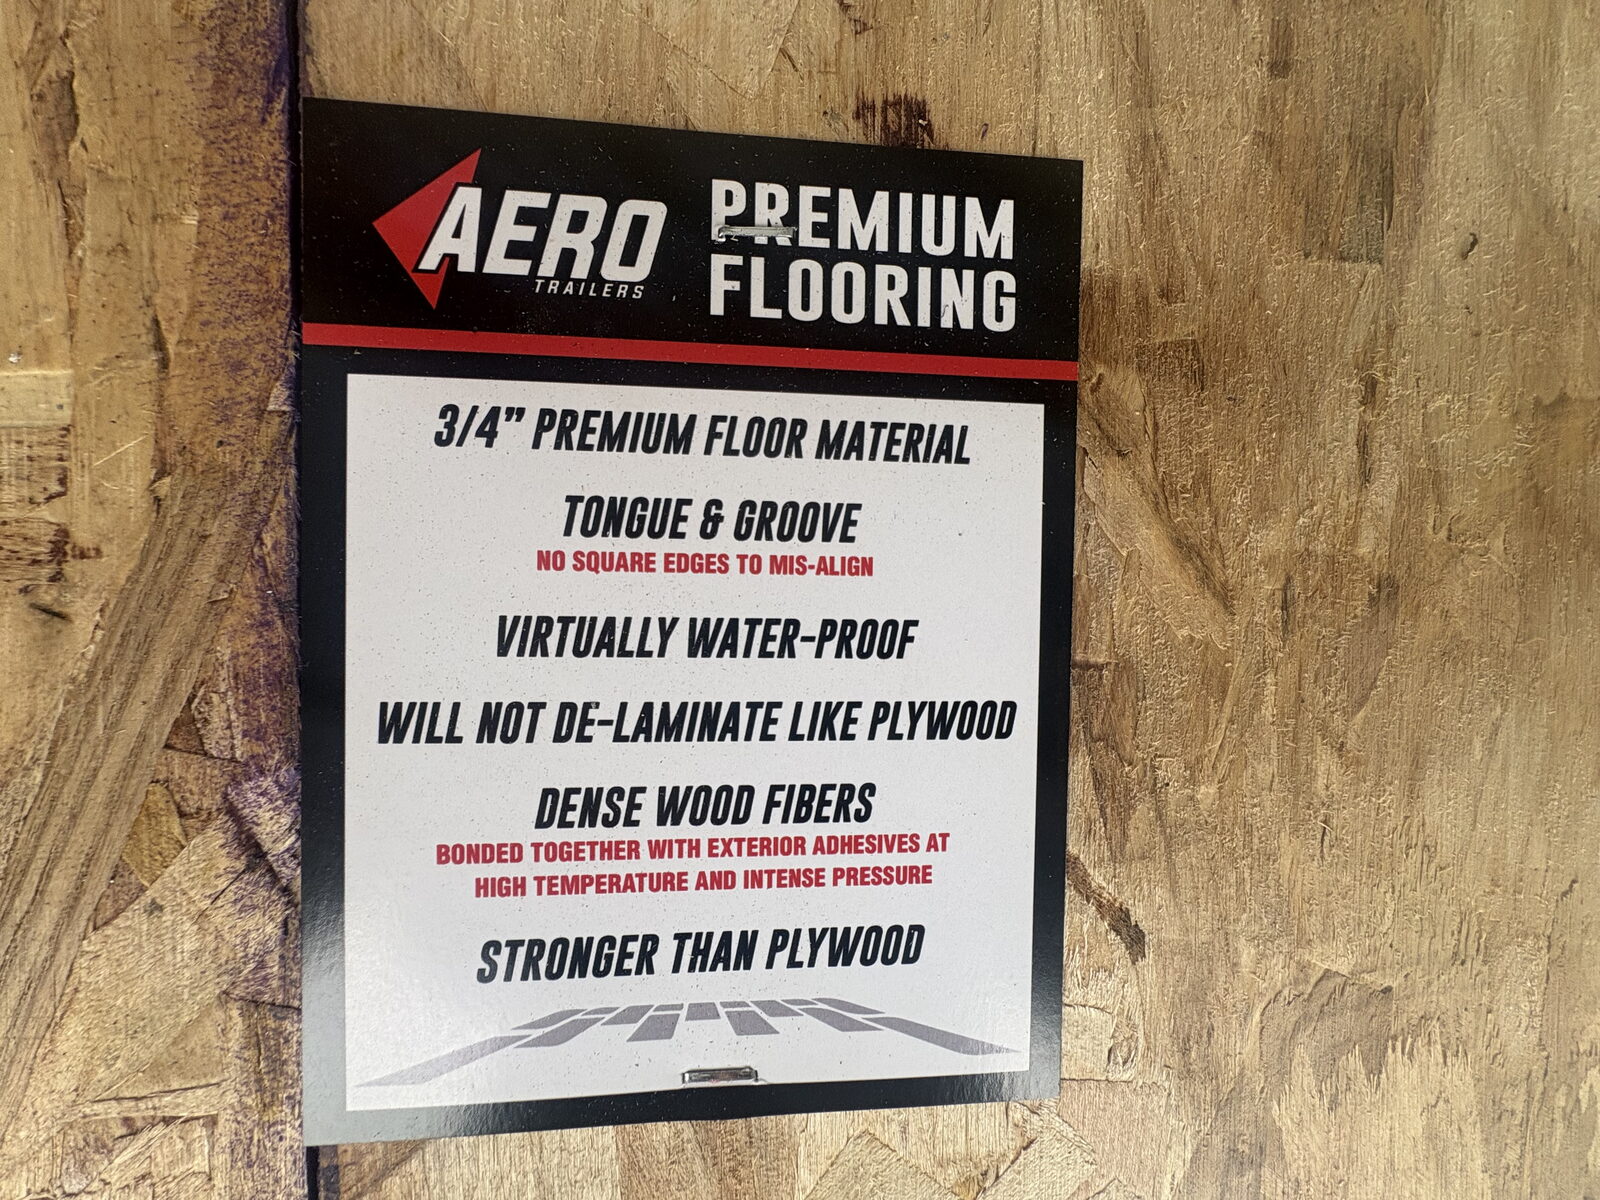 AERO
TRAILERS
PREMIUM
FLOORING
3/4" PREMIUM FLOOR MATERIAL
TONGUE & GROOVE
NO SQUARE EDGES TO MIS-ALIGN
VIRTUALLY WATER-PROOF
WILL NOT DE-LAMINATE LIKE PLYWOOD
DENSE WOOD FIBERS
BONDED TOGETHER WITH EXTERIOR ADHESIVES AT
HIGH TEMPERATURE AND INTENSE PRESSURE
STRONGER THAN PLYWOOD